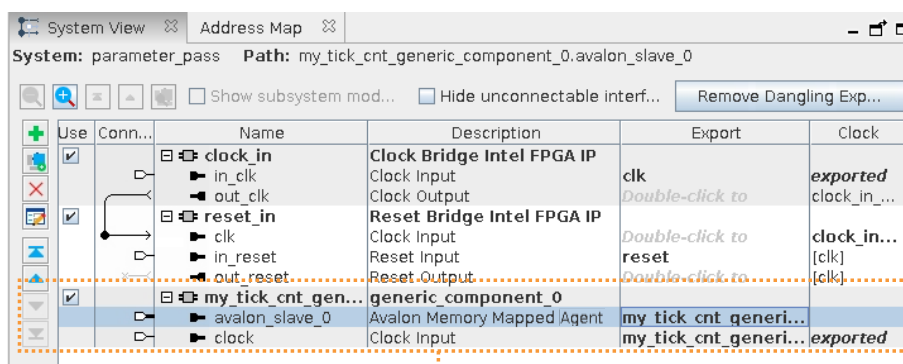 System View Address Map
System: parameter_pass Path: my_tick_cnt_generic_component_0.avalon_slave_0
Show subsystem mod... Hide unconnectable interf... Remove Dangling Exp...
Use Conn... Name Description Export Clock
clock_in Clock Bridge Intel FPGA IP
in_clk Clock Input clk exported
out_clk Clock Output Double-click to clock_in_...
reset_in Reset Bridge Intel FPGA IP
clk Clock Input Double-click to clock_in...
in_reset Reset Input reset [clk]
out_reset Reset Output Double-click to [clk]
my_tick_cnt_gen... generic_component_0
avalon_slave_0 Avalon Memory Mapped Agent my_tick_cnt_generi...
clock Clock Input my_tick_cnt_generi... exported